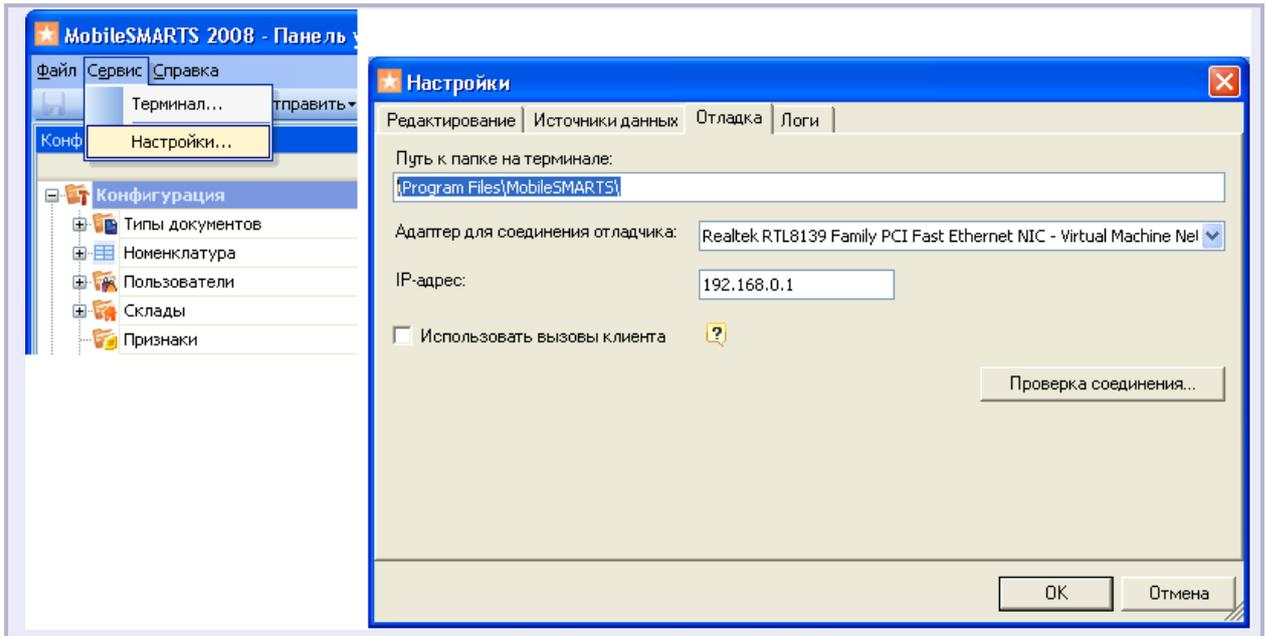 MobileSMARTS 2008 - Панель
Файл Сервис Справка
Терминал...
тправить
Конф
Настройки...
Конфигурация
Типы документов
Номенклатура
Пользователи
Склады
Признаки
Настройки
Редактирование Источники данных Отладка Логи
Путь к папке на терминале:
\Program Files\MobileSMARTS\
Адаптер для соединения отладчика: Realtek RTL8139 Family PCI Fast Ethernet NIC - Virtual Machine Net
IP-адрес: 192.168.0.1
Использовать вызовы клиента ?
Проверка соединения...
OK Отмена